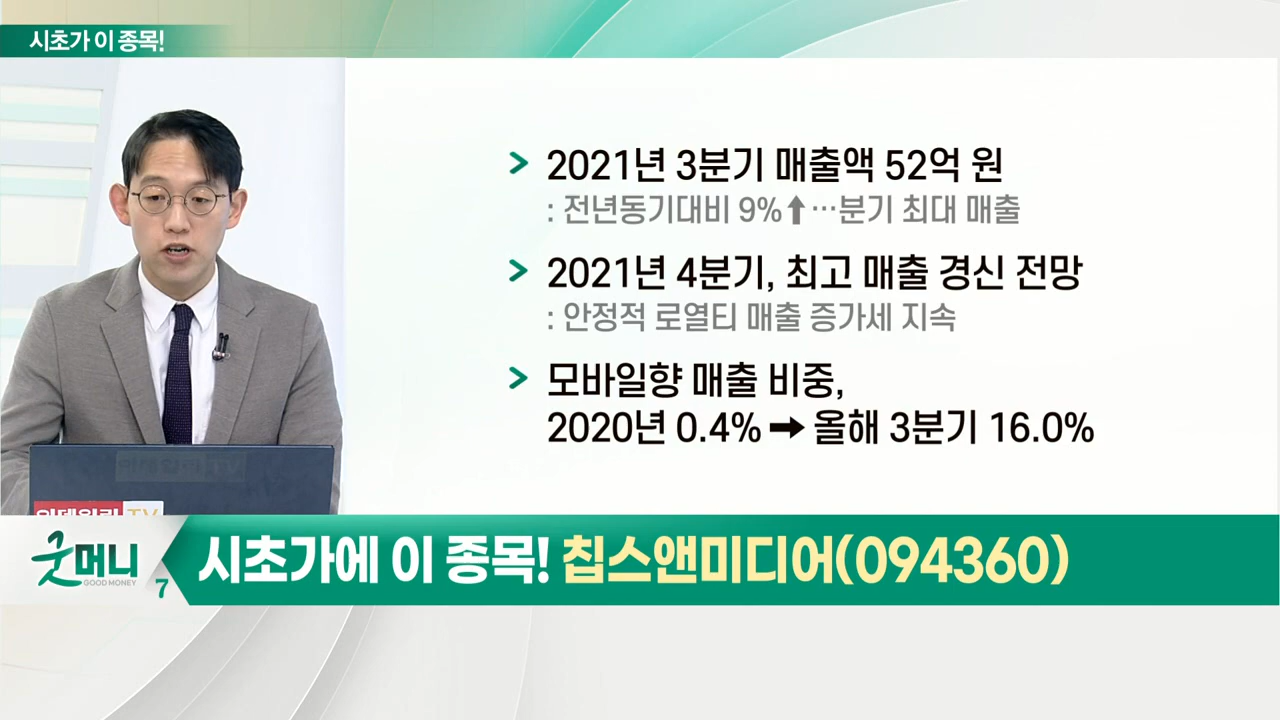 시초가 이 종목!
> 2021년 3분기 매출액 52억 원
: 전년동기대비 9%⬆…분기 최대 매출
> 2021년 4분기, 최고 매출 경신 전망
: 안정적 로열티 매출 증가세 지속
> 모바일향 매출 비중,
2020년 0.4% ➡ 올해 3분기 16.0%
이데일리 TV
굿머니
GOOD MONEY
7
시초가에 이 종목! 칩스앤미디어(094360)